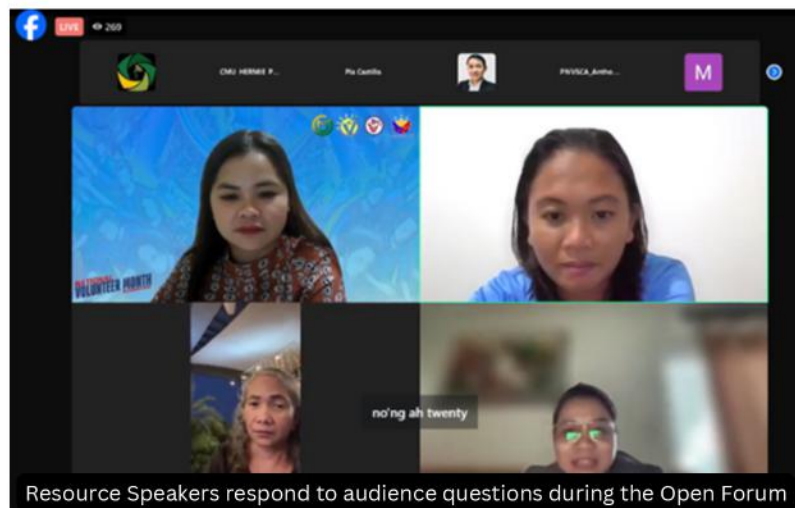 LIVE 269
CMU HERNIE P...
Pia Castillo
PNVSCA_Antho...
M
NATIONAL
VOLUNTEER MONTH
no'ng ah twenty
Resource Speakers respond to audience questions during the Open Forum